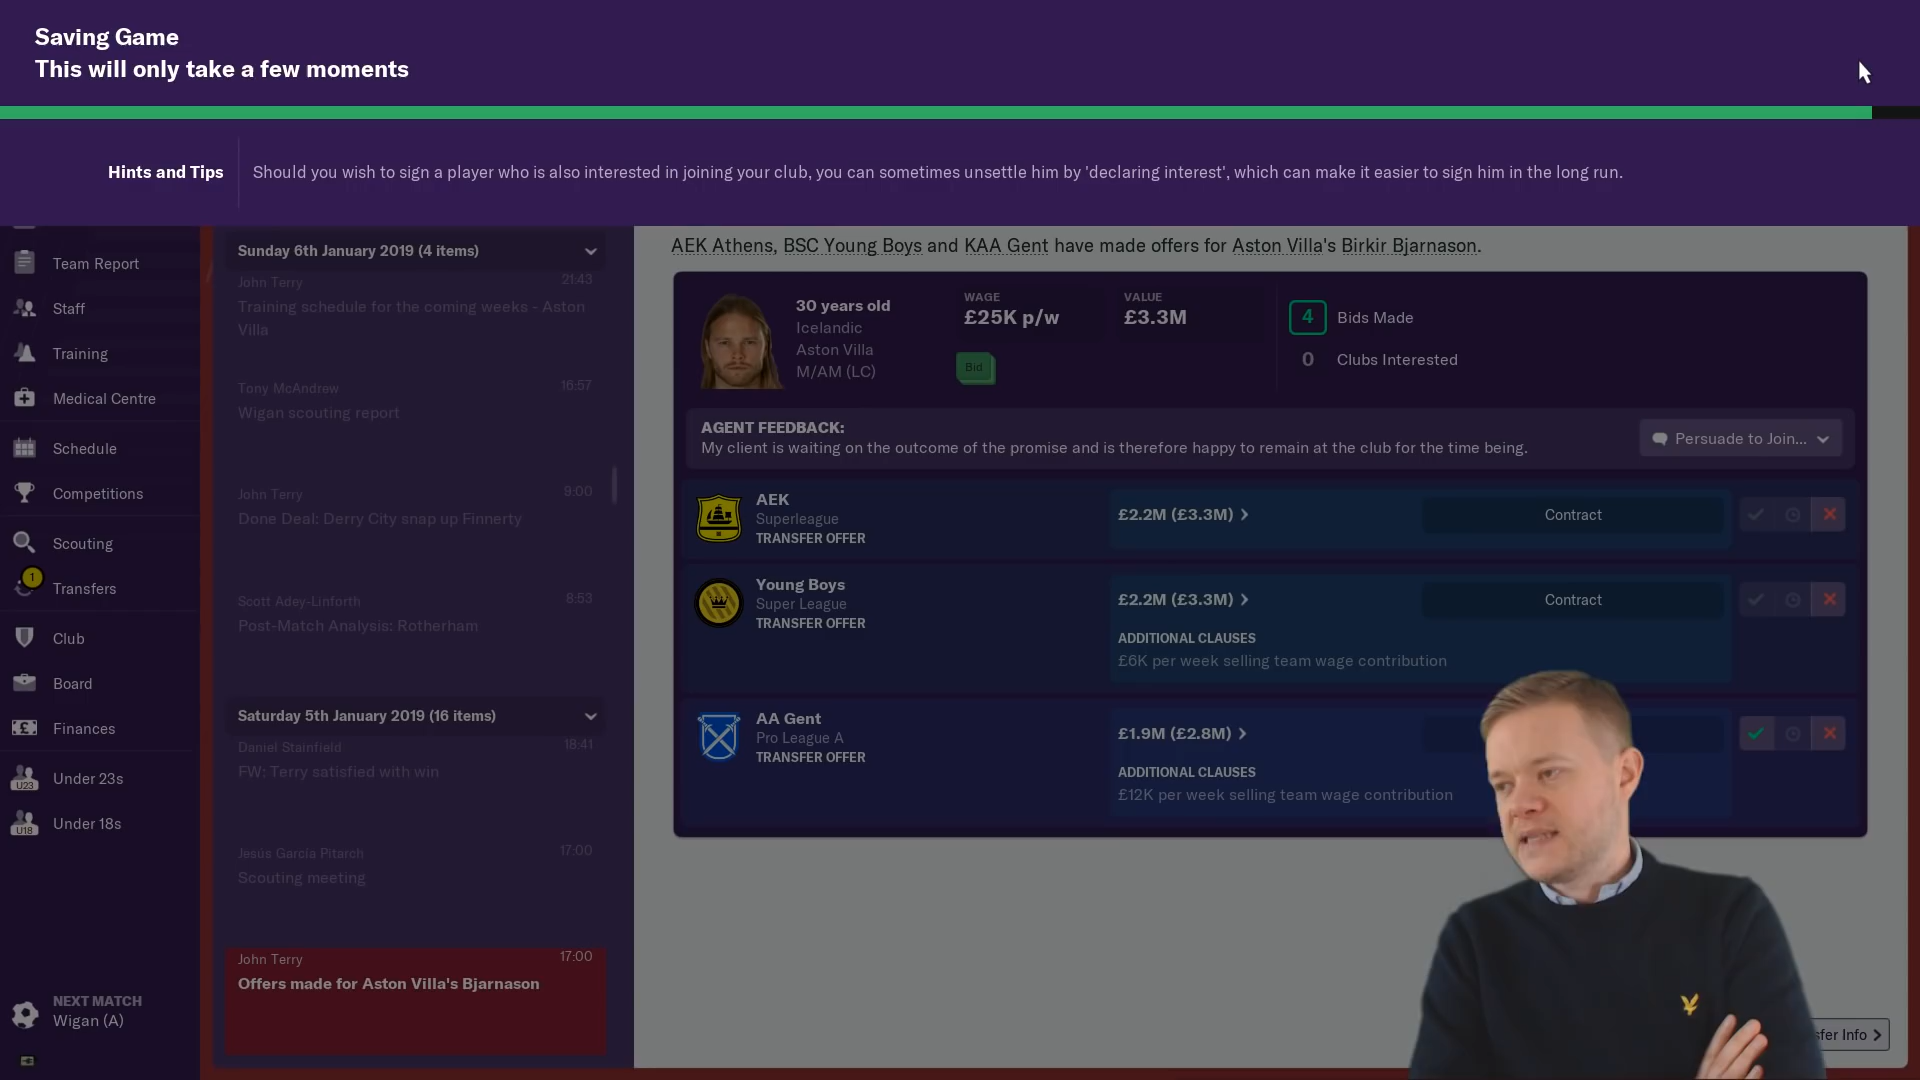 Saving Game
This will only take a few moments
Hints and Tips
Should you wish to sign a player who is also interested in joining your club, you can sometimes unsettle him by 'declaring interest', which can make it easier to sign him in the long run.
Team Report
Staff
Training
Medical Centre
Schedule
Competitions
Scouting
1
Transfers
Club
Board
Finances
U23
Under 23s
U18
Under 18s
NEXT MATCH
Wigan (A)
Sunday 6th January 2019 (4 items)
John Terry 21:43
Training schedule for the coming weeks - Aston
Villa
Tony McAndrew 16:57
Wigan scouting report
John Terry 9:00
Done Deal: Derry City snap up Finnerty
Scott Adey-Linforth 8:53
Post-Match Analysis: Rotherham
Saturday 5th January 2019 (16 items)
Daniel Stainfield 18:41
FW: Terry satisfied with win
Jesús García Pitarch 17:00
Scouting meeting
John Terry 17:00
Offers made for Aston Villa's Bjarnason
AEK Athens, BSC Young Boys and KAA Gent have made offers for Aston Villa's Birkir Bjarnason.
30 years old
Icelandic
Aston Villa
M/AM (LC)
WAGE
£25K p/w
VALUE
£3.3M
Bid
4 Bids Made
0 Clubs Interested
AGENT FEEDBACK:
My client is waiting on the outcome of the promise and is therefore happy to remain at the club for the time being.
Persuade to Join...
AEK
Superleague
TRANSFER OFFER
£2.2M (£3.3M)
Contract
Young Boys
Super League
TRANSFER OFFER
£2.2M (£3.3M)
Contract
ADDITIONAL CLAUSES
£6K per week selling team wage contribution
AA Gent
Pro League A
TRANSFER OFFER
£1.9M (£2.8M)
ADDITIONAL CLAUSES
£12K per week selling team wage contribution
sfer Info